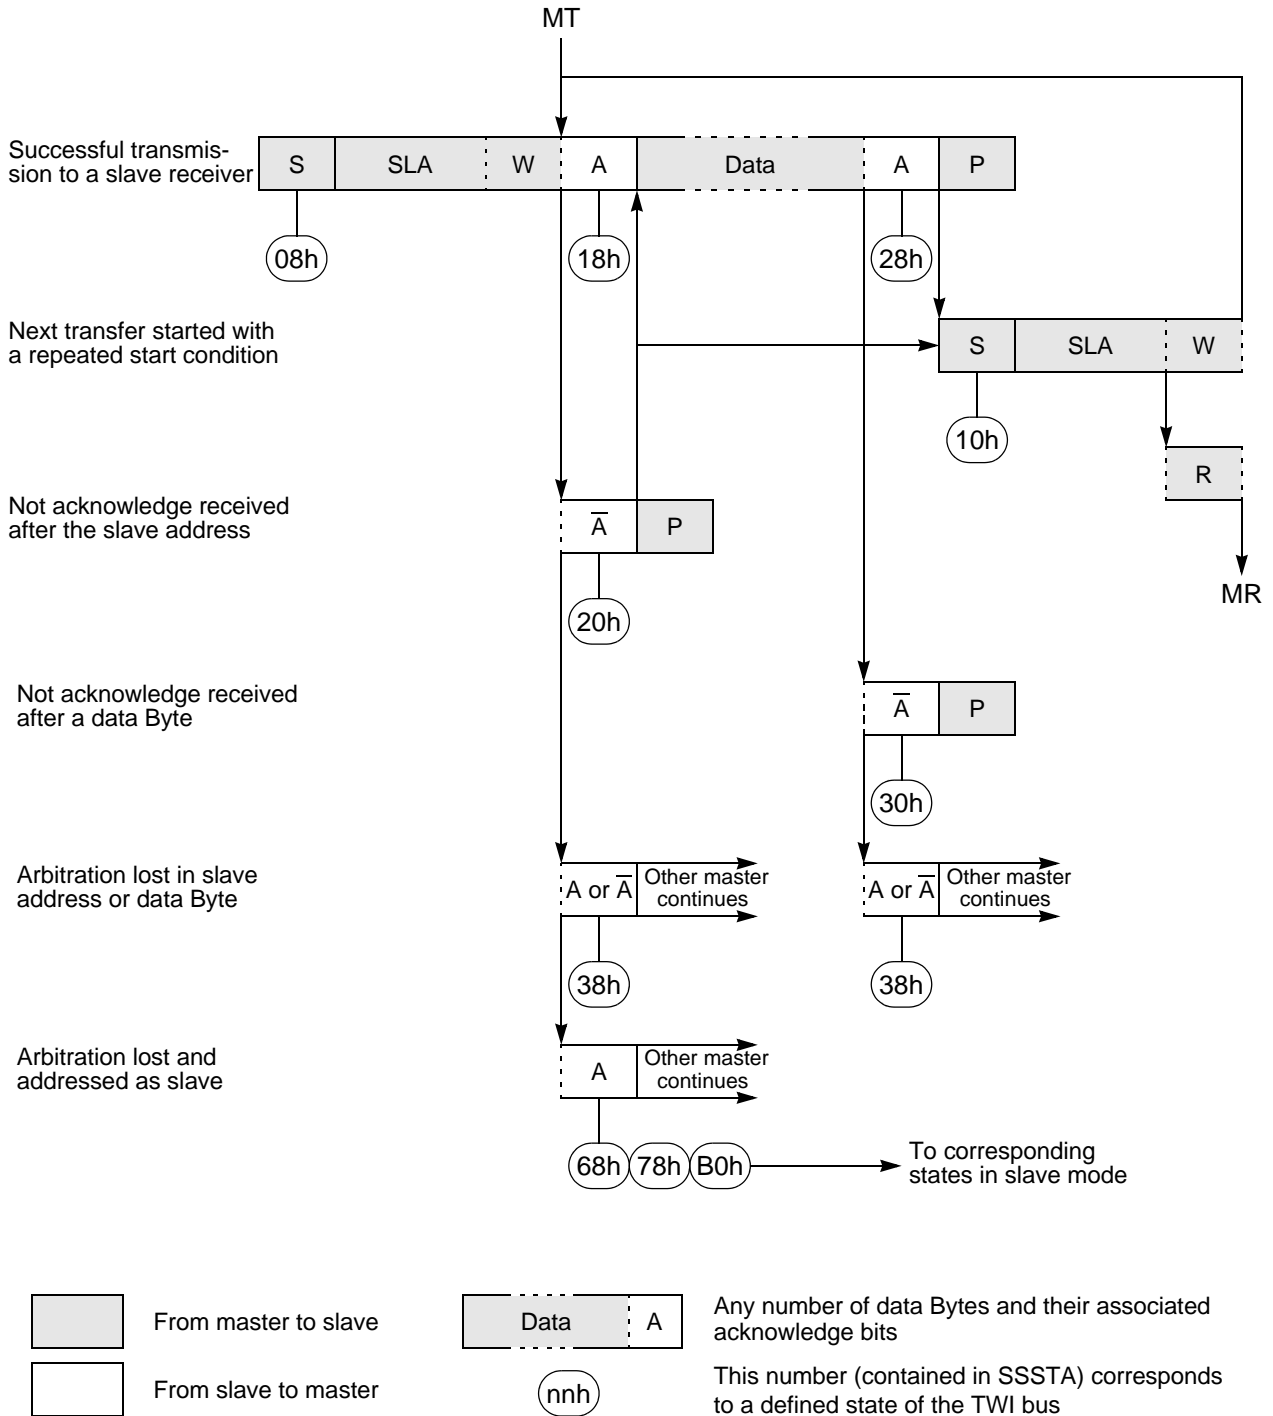 MT
Successful transmis-
sion to a slave receiver
S SLA W A Data A P
08h 18h 28h
Next transfer started with
a repeated start condition
S SLA W
10h
R
MR
Not acknowledge received
after the slave address
A̅ P
20h
Not acknowledge received
after a data Byte
A̅ P
30h
Arbitration lost in slave
address or data Byte
A or A̅ Other master
continues
A or A̅ Other master
continues
38h 38h
Arbitration lost and
addressed as slave
A Other master
continues
68h 78h B0h
To corresponding
states in slave mode
From master to slave
Data A
Any number of data Bytes and their associated
acknowledge bits
From slave to master
nnh
This number (contained in SSSTA) corresponds
to a defined state of the TWI bus